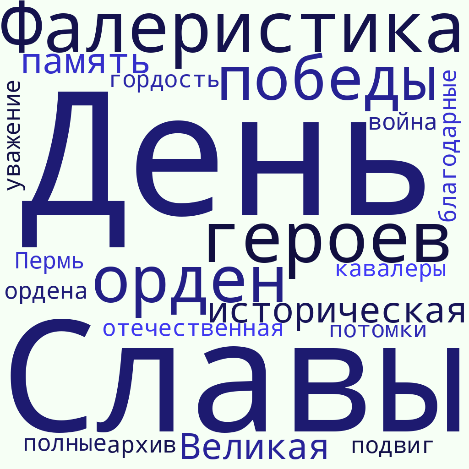 Фалеристика
память
победы
гордость
уважение
благодарные
война
День
героев
Пермь
орден
кавалеры
ордена
историческая
отечественная
потомки
Славы
полные
архив
Великая
подвиг